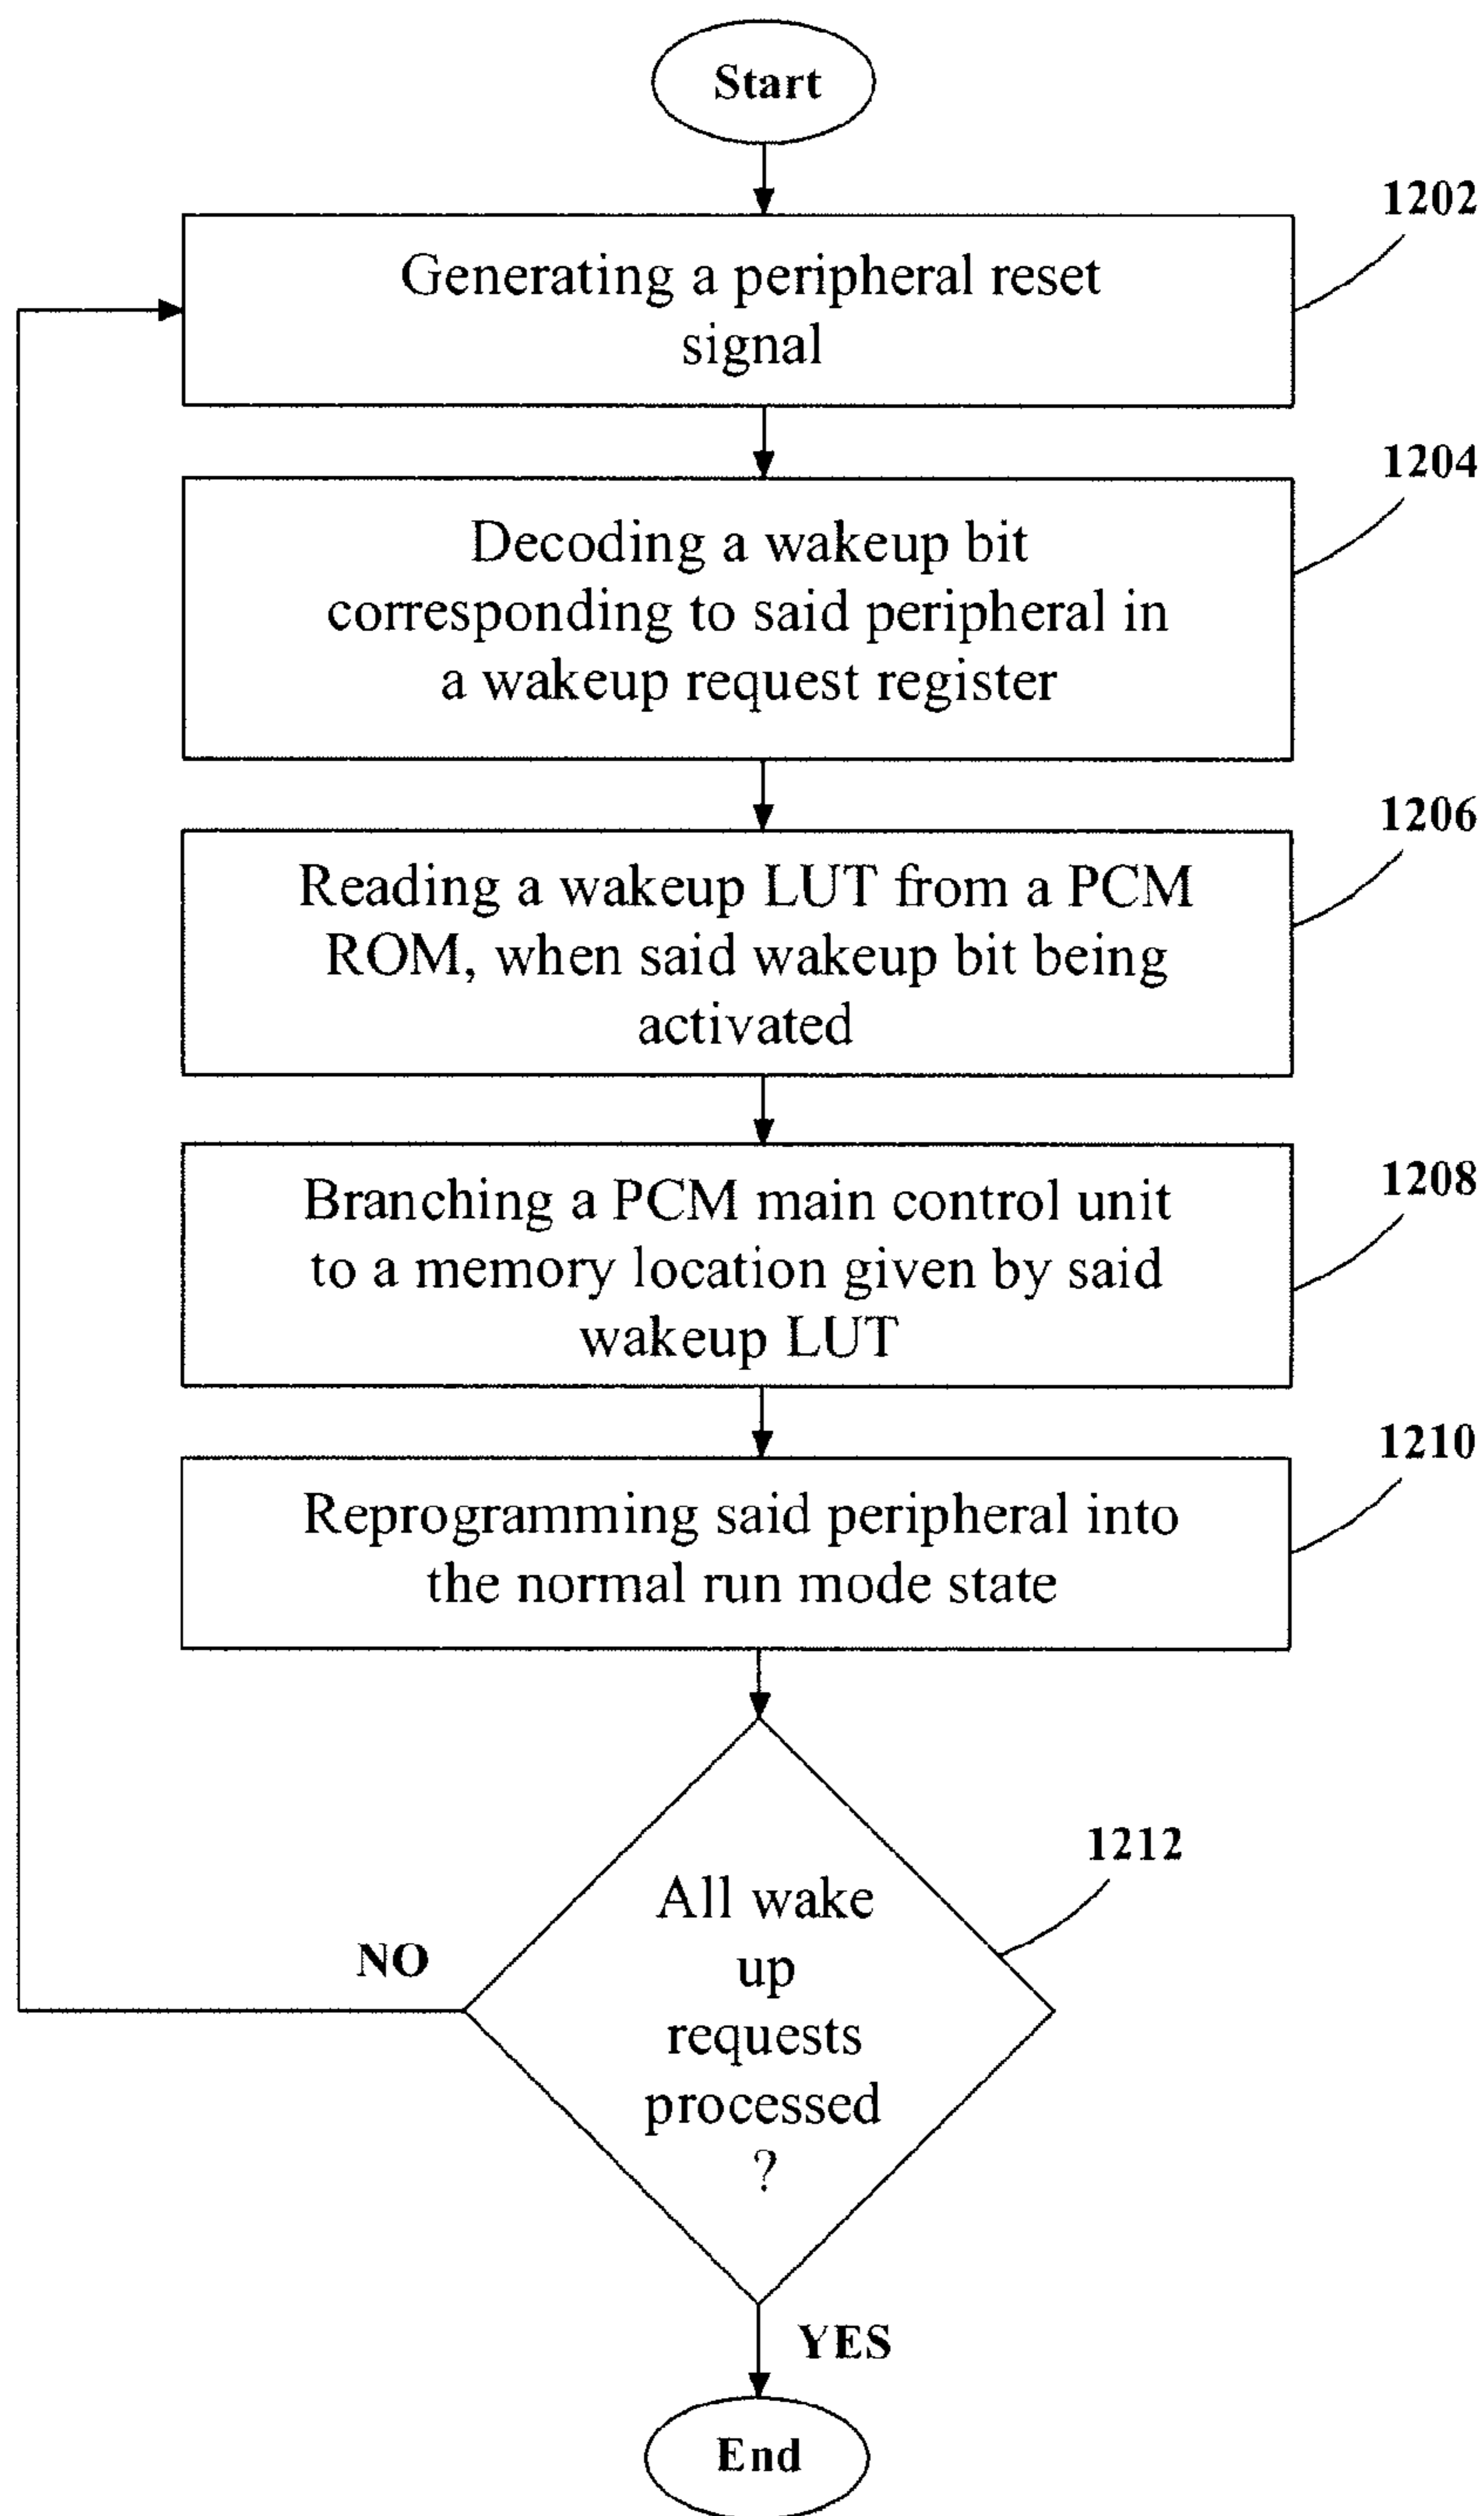 Start
1202
Generating a peripheral reset
signal
1204
Decoding a wakeup bit
corresponding to said peripheral in
a wakeup request register
1206
Reading a wakeup LUT from a PCM
ROM, when said wakeup bit being
activated
1208
Branching a PCM main control unit
to a memory location given by said
wakeup LUT
1210
Reprogramming said peripheral into
the normal run mode state
1212
All wake
up
requests
processed
?
NO
YES
End